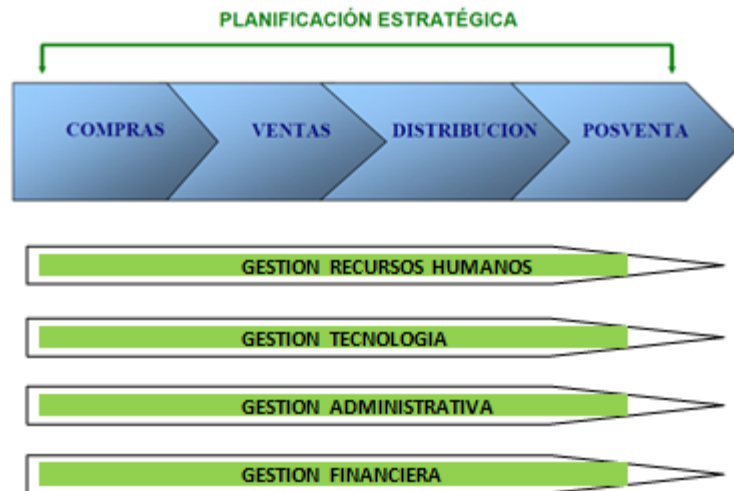 PLANIFICACIÓN ESTRATÉGICA
COMPRAS
VENTAS
DISTRIBUCION
POSVENTA
GESTION RECURSOS HUMANOS
GESTION TECNOLOGIA
GESTION ADMINISTRATIVA
GESTION FINANCIERA